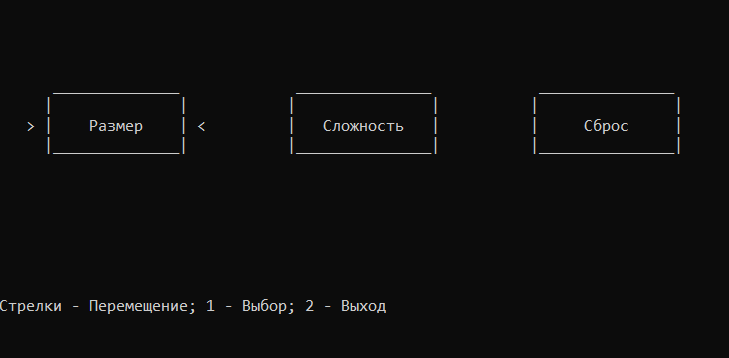 > Размер < Сложность Сброс
Стрелки - Перемещение; 1 - Выбор; 2 - Выход